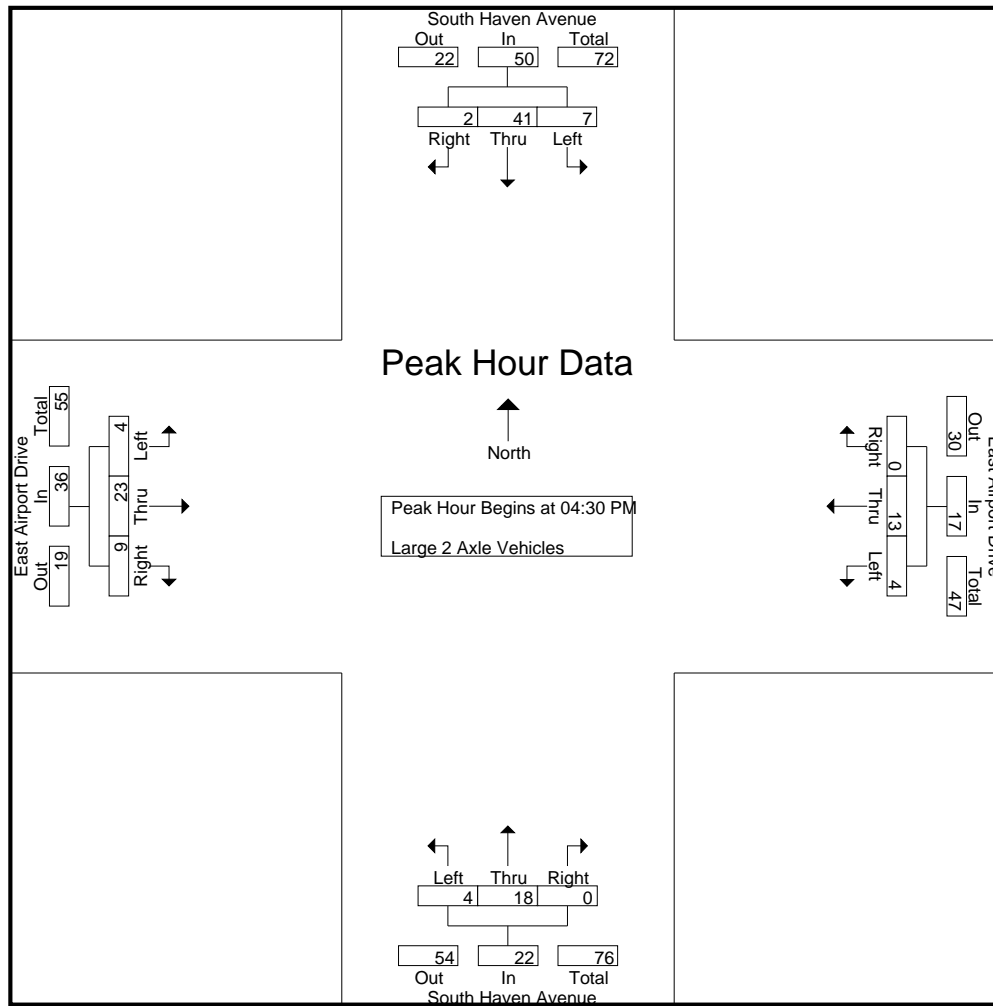 South Haven Avenue
Out In Total
22 50 72
2 41 7
Right Thru Left
Peak Hour Data
North
Peak Hour Begins at 04:30 PM
Large 2 Axle Vehicles
East Airport Drive
Out In Total
19 36 55
4 23 9
Left Thru Right
East Airport Drive
Out In Total
30 17 47
0 13 4
Right Thru Left
Left Thru Right
4 18 0
54 22 76
Out In Total
South Haven Avenue